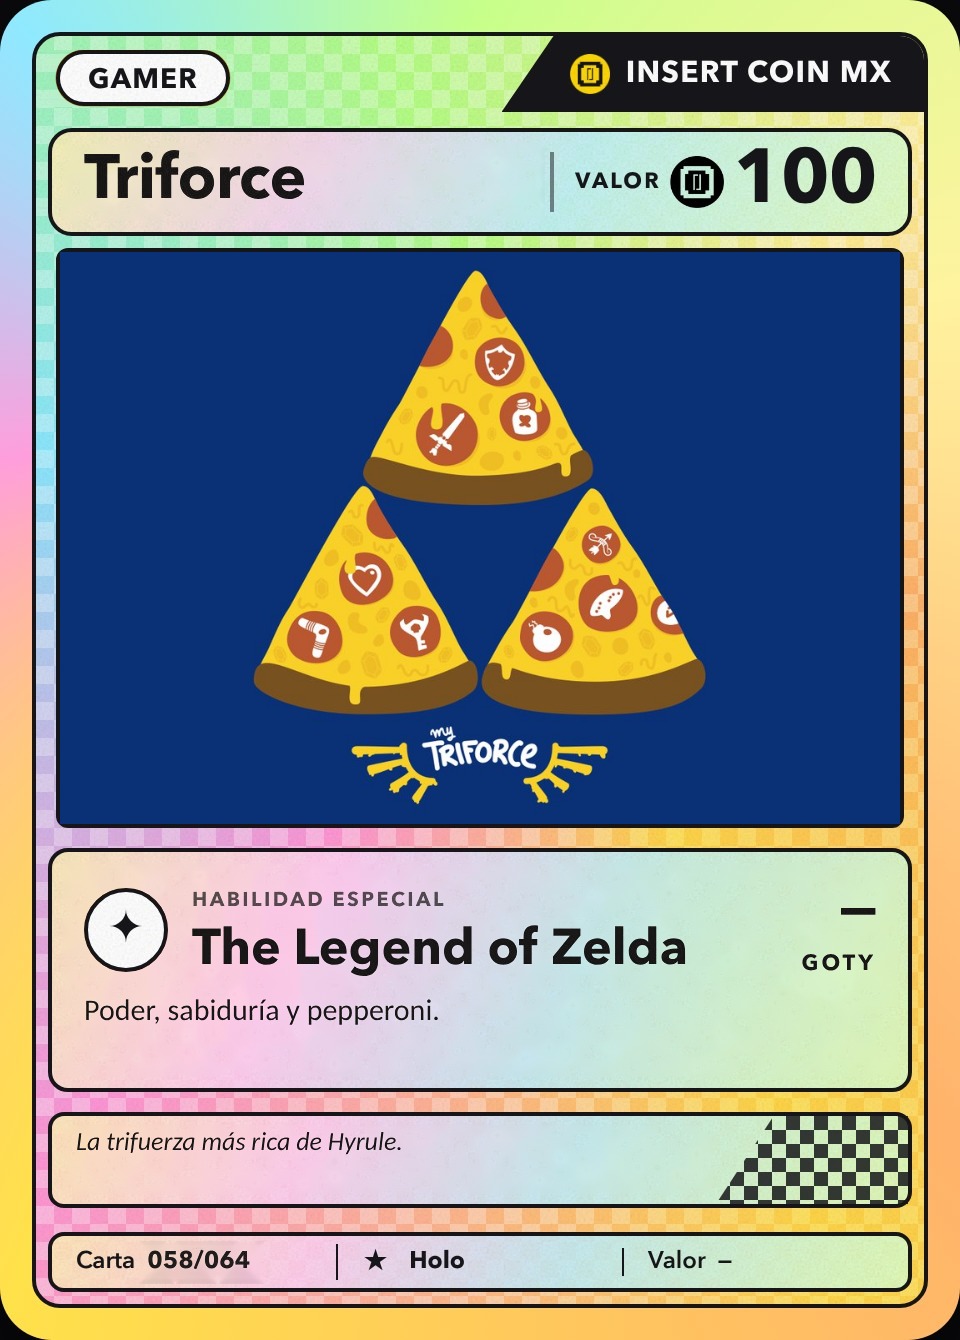 GAMER
INSERT COIN MX
Triforce
VALOR 100
my
TRIFORCE
HABILIDAD ESPECIAL
The Legend of Zelda
–
GOTY
Poder, sabiduría y pepperoni.
La trifuerza más rica de Hyrule.
Carta 058/064 ★ Holo Valor –